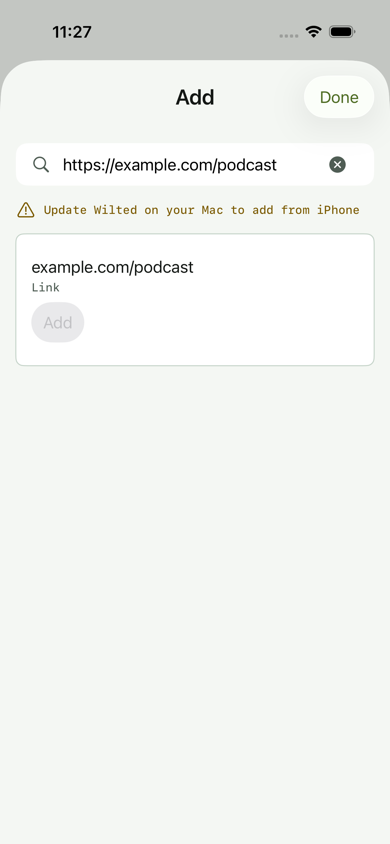 11:27
Add
Done
https://example.com/podcast
Update Wilted on your Mac to add from iPhone
example.com/podcast
Link
Add